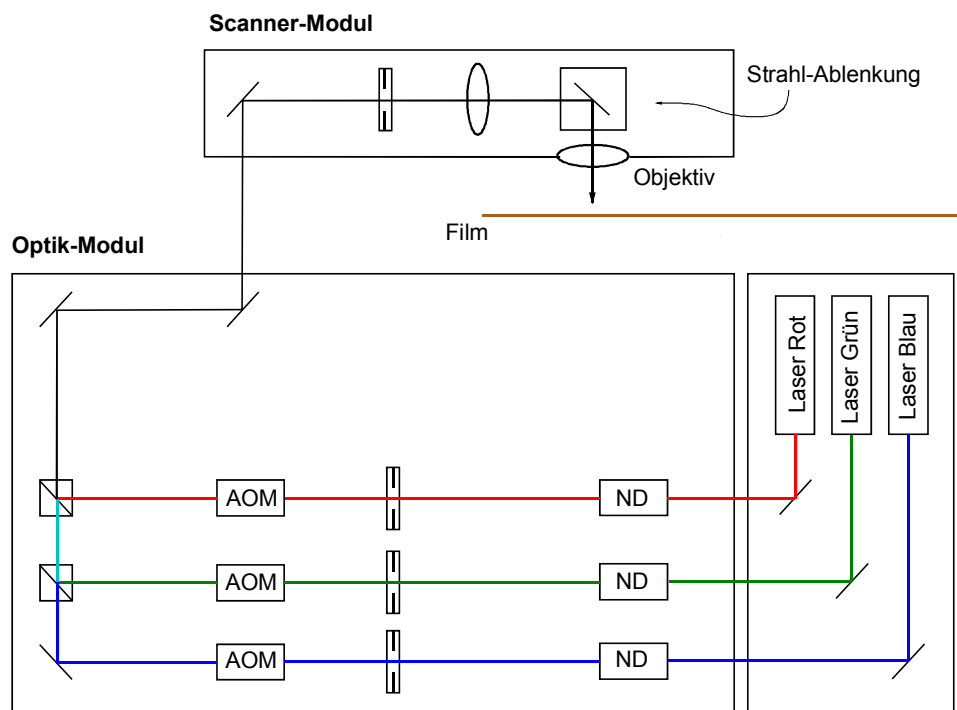 Scanner-Modul
Strahl-Ablenkung
Objektiv
Film
Optik-Modul
Laser Rot
Laser Grün
Laser Blau
AOM
ND
AOM
ND
AOM
ND